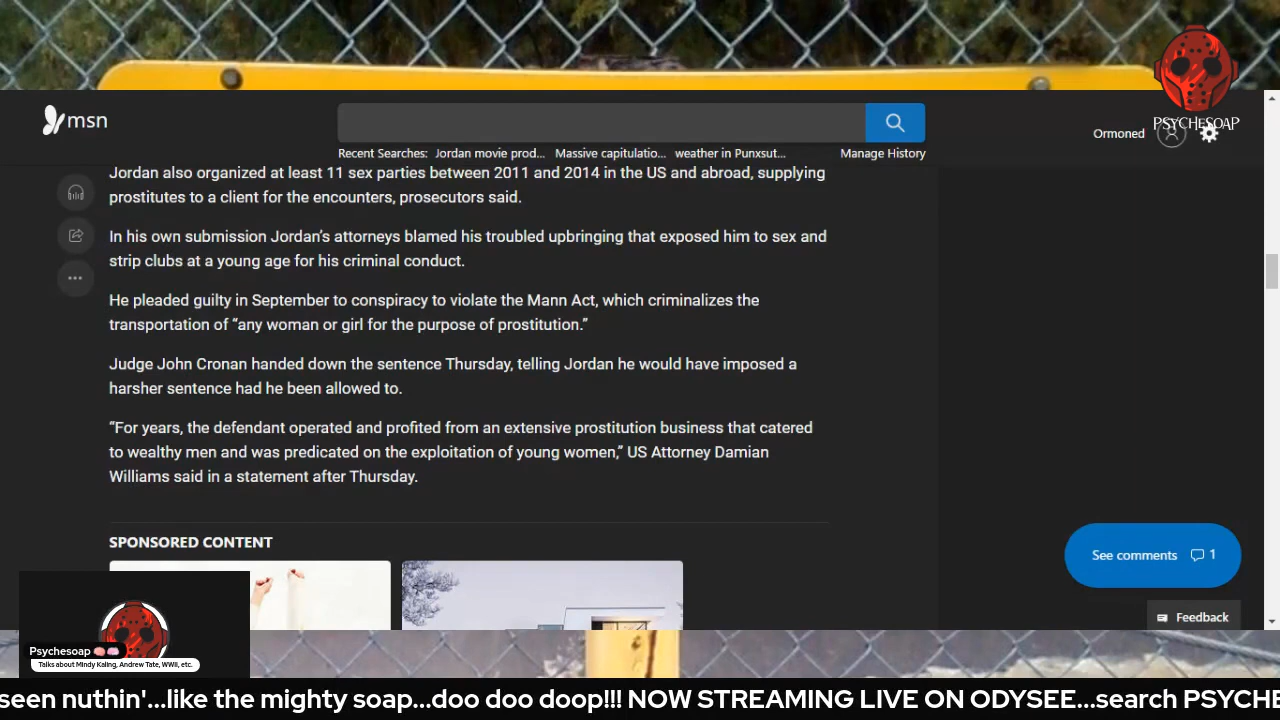 msn
PSYCHESOAP
Ormoned
Recent Searches: Jordan movie prod... Massive capitulatio... weather in Punxsut... Manage History
Jordan also organized at least 11 sex parties between 2011 and 2014 in the US and abroad, supplying
prostitutes to a client for the encounters, prosecutors said.
In his own submission Jordan’s attorneys blamed his troubled upbringing that exposed him to sex and
strip clubs at a young age for his criminal conduct.
He pleaded guilty in September to conspiracy to violate the Mann Act, which criminalizes the
transportation of “any woman or girl for the purpose of prostitution.”
Judge John Cronan handed down the sentence Thursday, telling Jordan he would have imposed a
harsher sentence had he been allowed to.
“For years, the defendant operated and profited from an extensive prostitution business that catered
to wealthy men and was predicated on the exploitation of young women,” US Attorney Damian
Williams said in a statement after Thursday.
SPONSORED CONTENT
See comments 1
Feedback
Psychesoap
Talks about Mindy Kaling, Andrew Tate, WWII, etc.
seen nuthin'...like the mighty soap...doo doo doop!!! NOW STREAMING LIVE ON ODYSEE...search PSYCHE